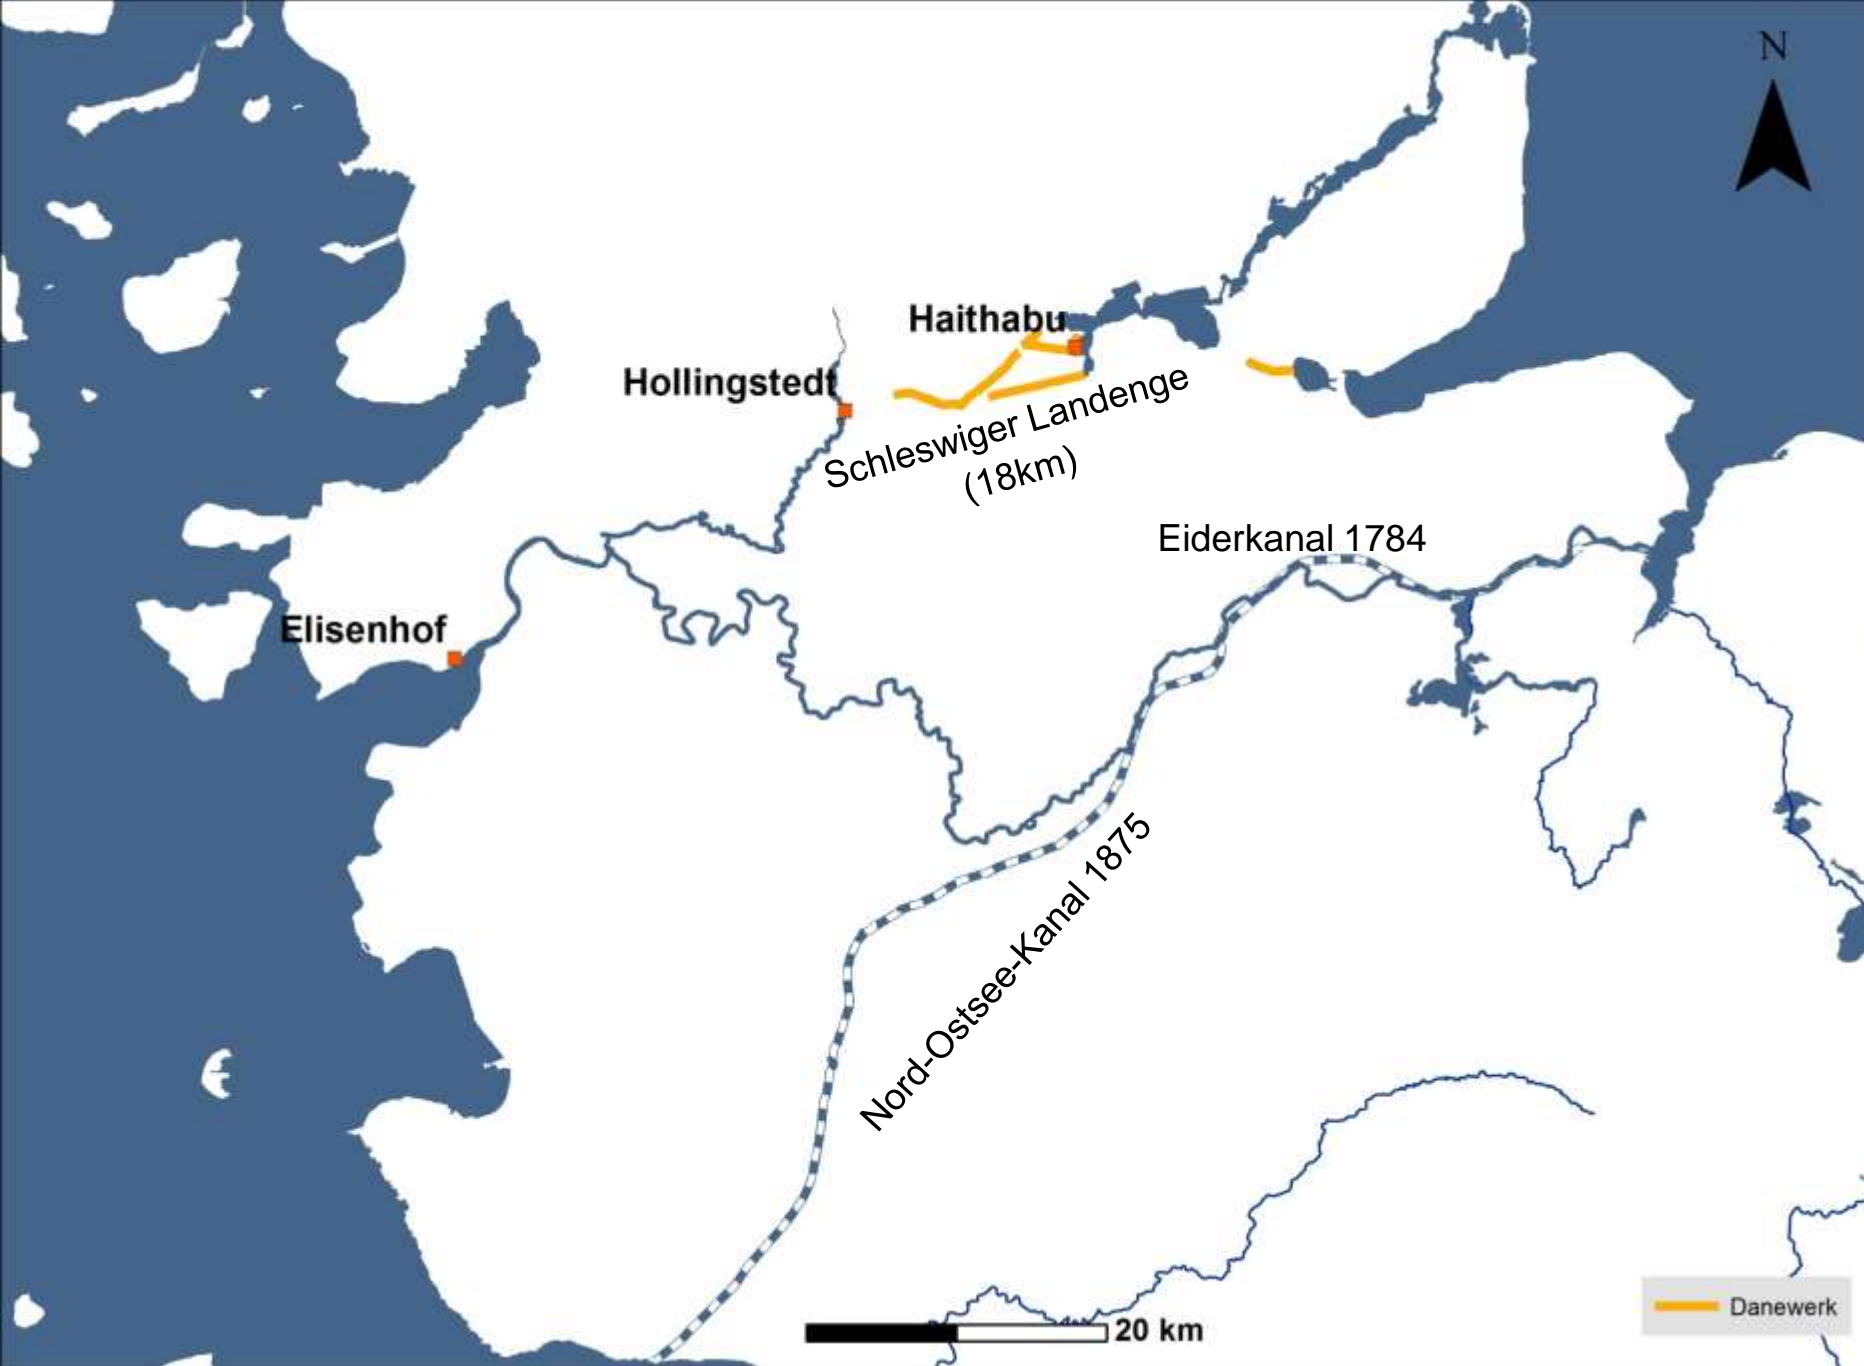 N
Haithabu
Hollingstedt
Schleswiger Landenge
(18km)
Eiderkanal 1784
Elisenhof
Nord-Ostsee-Kanal 1875
Danewerk
20 km